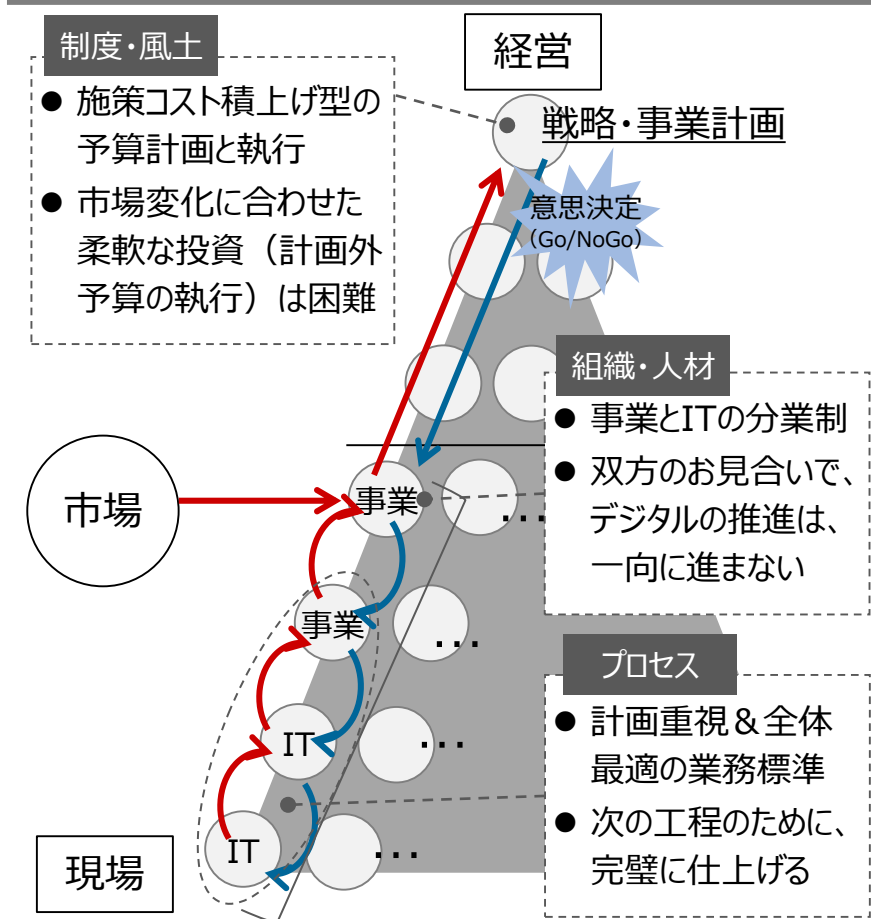 制度・風土
● 施策コスト積上げ型の
予算計画と執行
● 市場変化に合わせた
柔軟な投資（計画外
予算の執行）は困難
経営
戦略・事業計画
意思決定
（Go/NoGo）
組織・人材
● 事業とITの分業制
● 双方のお見合いで、
デジタルの推進は、
一向に進まない
市場
事業
...
事業
...
プロセス
● 計画重視＆全体
最適の業務標準
● 次の工程のために、
完璧に仕上げる
IT
...
IT
...
現場